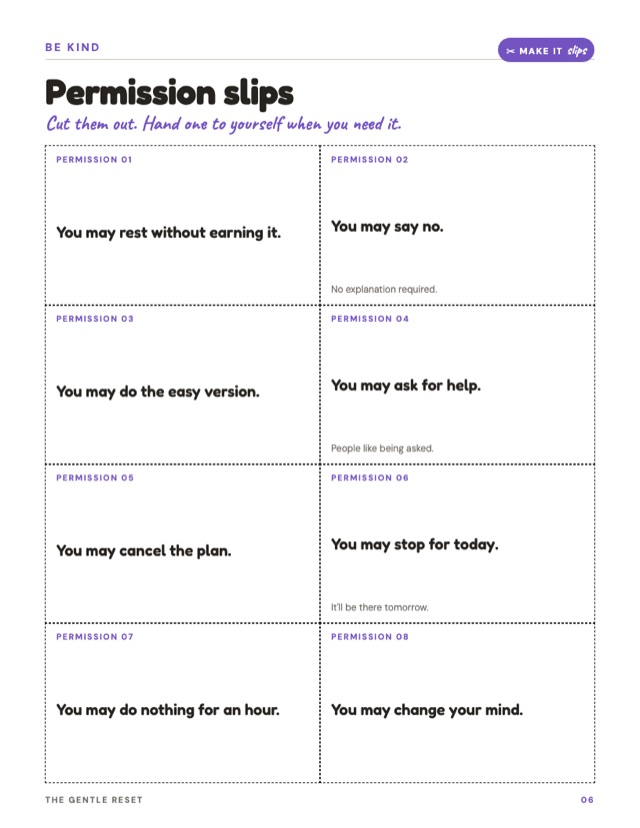 BE KIND
✂ MAKE IT slips
Permission slips
Cut them out. Hand one to yourself when you need it.
PERMISSION 01
You may rest without earning it.
PERMISSION 02
You may say no.
No explanation required.
PERMISSION 03
You may do the easy version.
PERMISSION 04
You may ask for help.
People like being asked.
PERMISSION 05
You may cancel the plan.
PERMISSION 06
You may stop for today.
It'll be there tomorrow.
PERMISSION 07
You may do nothing for an hour.
PERMISSION 08
You may change your mind.
THE GENTLE RESET
06